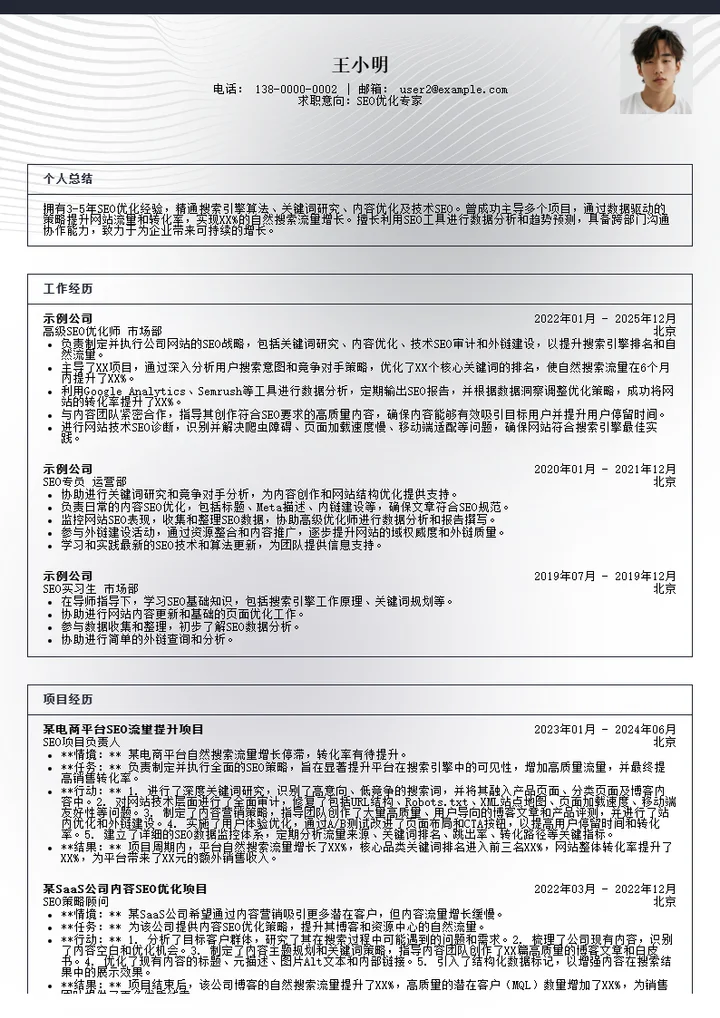 王小明
电话： 138-0000-0002 | 邮箱： user2@example.com
求职意向：SEO优化专家
个人总结
拥有3-5年SEO优化经验，精通搜索引擎算法、关键词研究、内容优化及技术SEO。曾成功主导多个项目，通过数据驱动的
策略提升网站流量和转化率，实现XX%的自然搜索流量增长。擅长利用SEO工具进行数据分析和趋势预测，具备跨部门沟通
协作能力，致力于为企业带来可持续的增长。
工作经历
示例公司 2022年01月 - 2025年12月
高级SEO优化师 市场部 北京
• 负责制定并执行公司网站的SEO战略，包括关键词研究、内容优化、技术SEO审计和外链建设，以提升搜索引擎排名和自
然流量。
• 主导了XX项目，通过深入分析用户搜索意图和竞争对手策略，优化了XX个核心关键词的排名，使自然搜索流量在6个月
内提升了XX%。
• 利用Google Analytics、Semrush等工具进行数据分析，定期输出SEO报告，并根据数据洞察调整优化策略，成功将网
站的转化率提升了XX%。
• 与内容团队紧密合作，指导其创作符合SEO要求的高质量内容，确保内容能够有效吸引目标用户并提升用户停留时间。
• 进行网站技术SEO诊断，识别并解决爬虫障碍、页面加载速度慢、移动端适配等问题，确保网站符合搜索引擎最佳实
践。
示例公司 2020年01月 - 2021年12月
SEO专员 运营部 北京
• 协助进行关键词研究和竞争对手分析，为内容创作和网站结构优化提供支持。
• 负责日常的内容SEO优化，包括标题、Meta描述、内链建设等，确保文章符合SEO规范。
• 监控网站SEO表现，收集和整理SEO数据，协助高级优化师进行数据分析和报告撰写。
• 参与外链建设活动，通过资源整合和内容推广，逐步提升网站的域权威度和外链质量。
• 学习和实践最新的SEO技术和算法更新，为团队提供信息支持。
示例公司 2019年07月 - 2019年12月
SEO实习生 市场部 北京
• 在导师指导下，学习SEO基础知识，包括搜索引擎工作原理、关键词规划等。
• 协助进行网站内容更新和基础的页面优化工作。
• 参与数据收集和整理，初步了解SEO数据分析。
• 协助进行简单的外链查询和分析。
项目经历
某电商平台SEO流量提升项目 2023年01月 - 2024年06月
SEO项目负责人 北京
• **情境：** 某电商平台自然搜索流量增长停滞，转化率有待提升。
• **任务：** 负责制定并执行全面的SEO策略，旨在显著提升平台在搜索引擎中的可见性，增加高质量流量，并最终提
高销售转化率。
• **行动：** 1. 进行了深度关键词研究，识别了高意向、低竞争的搜索词，并将其融入产品页面、分类页面及博客内
容中。2. 对网站技术层面进行了全面审计，修复了包括URL结构、Robots.txt、XML站点地图、页面加载速度、移动端
友好性等问题。3. 制定了内容营销策略，指导团队创作了大量高质量、用户导向的博客文章和产品评测，并进行了站
内优化和外链建设。4. 实施了用户体验优化，通过A/B测试改进了页面布局和CTA按钮，以提高用户停留时间和转化
率。5. 建立了详细的SEO数据监控体系，定期分析流量来源、关键词排名、跳出率、转化路径等关键指标。
• **结果：** 项目周期内，平台自然搜索流量增长了XX%，核心品类关键词排名进入前三名XX%，网站整体转化率提升了
XX%，为平台带来了XX元的额外销售收入。
某SaaS公司内容SEO优化项目 2022年03月 - 2022年12月
SEO策略顾问 北京
• **情境：** 某SaaS公司希望通过内容营销吸引更多潜在客户，但内容流量增长缓慢。
• **任务：** 为该公司提供内容SEO优化策略，提升其博客和资源中心的自然流量。
• **行动：** 1. 分析了目标客户群体，研究了其在搜索过程中可能遇到的问题和需求。2. 梳理了公司现有内容，识别
了内容空白和优化机会。3. 制定了内容主题规划和关键词策略，指导内容团队创作了XX篇高质量的博客文章和白皮
书。4. 优化了现有内容的标题、元描述、图片Alt文本和内部链接。5. 引入了结构化数据标记，以增强内容在搜索结
果中的展示效果。
• **结果：** 项目结束后，该公司博客的自然搜索流量提升了XX%，高质量的潜在客户（MQL）数量增加了XX%，为销售